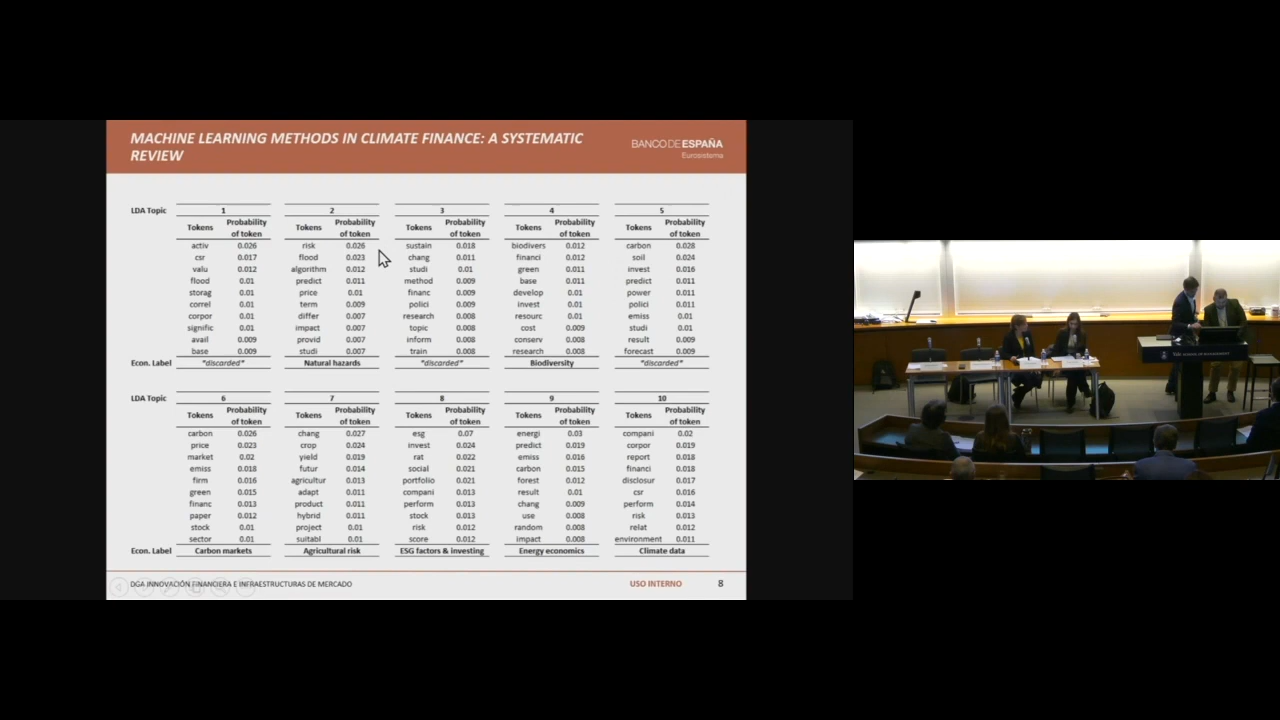 MACHINE LEARNING METHODS IN CLIMATE FINANCE: A SYSTEMATIC
REVIEW
BANCO DE ESPAÑA
Eurosistema
LDA Topic 1 2 3 4 5
Tokens Probability of token Tokens Probability of token Tokens Probability of token Tokens Probability of token Tokens Probability of token
activ 0.026 risk 0.026 sustain 0.018 biodivers 0.012 carbon 0.028
csr 0.017 flood 0.023 chang 0.011 financi 0.012 soil 0.024
valu 0.012 algorithm 0.012 studi 0.01 green 0.011 invest 0.016
flood 0.01 predict 0.011 method 0.009 base 0.011 predict 0.011
storag 0.01 price 0.01 financ 0.009 develop 0.01 power 0.011
correl 0.01 term 0.009 polici 0.009 invest 0.01 polici 0.011
corpor 0.01 differ 0.007 research 0.008 resourc 0.01 emiss 0.01
signific 0.01 impact 0.007 topic 0.008 cost 0.009 studi 0.01
avail 0.009 provid 0.007 inform 0.008 conserv 0.008 result 0.009
base 0.009 studi 0.007 train 0.008 research 0.008 forecast 0.009
Econ. Label "discarded" Natural hazards "discarded" Biodiversity "discarded"
LDA Topic 6 7 8 9 10
Tokens Probability of token Tokens Probability of token Tokens Probability of token Tokens Probability of token Tokens Probability of token
carbon 0.026 chang 0.027 esg 0.07 energi 0.03 compani 0.02
price 0.023 crop 0.024 invest 0.024 predict 0.019 corpor 0.019
market 0.02 yield 0.019 rat 0.022 emiss 0.016 report 0.018
emiss 0.018 futur 0.014 social 0.021 carbon 0.015 financi 0.018
firm 0.016 agricultur 0.013 portfolio 0.021 forest 0.012 disclosur 0.017
green 0.015 adapt 0.011 compani 0.013 result 0.01 csr 0.016
financ 0.013 product 0.011 perform 0.013 chang 0.009 perform 0.014
paper 0.012 hybrid 0.011 stock 0.013 use 0.008 risk 0.013
stock 0.01 project 0.01 risk 0.012 random 0.008 relat 0.012
sector 0.01 suitabl 0.01 score 0.012 impact 0.008 environment 0.011
Econ. Label Carbon markets Agricultural risk ESG factors & investing Energy economics Climate data
DGA INNOVACIÓN FINANCIERA E INFRAESTRUCTURAS DE MERCADO
USO INTERNO
8
Yale SCHOOL OF MANAGEMENT